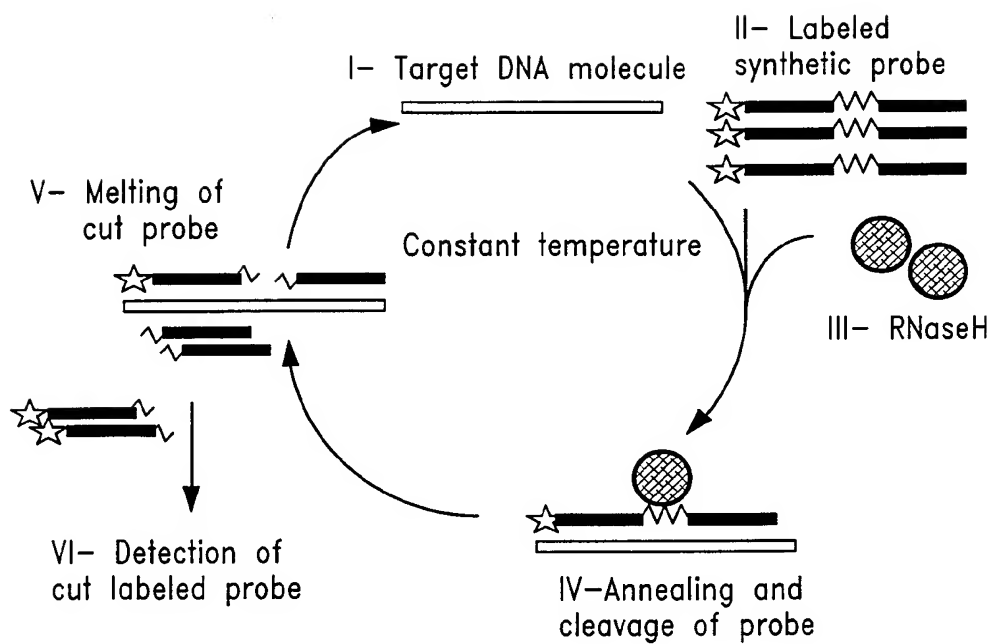 I– Target DNA molecule
II– Labeled
synthetic probe
V– Melting of
cut probe
Constant temperature
III– RNaseH
VI– Detection of
cut labeled probe
IV–Annealing and
cleavage of probe